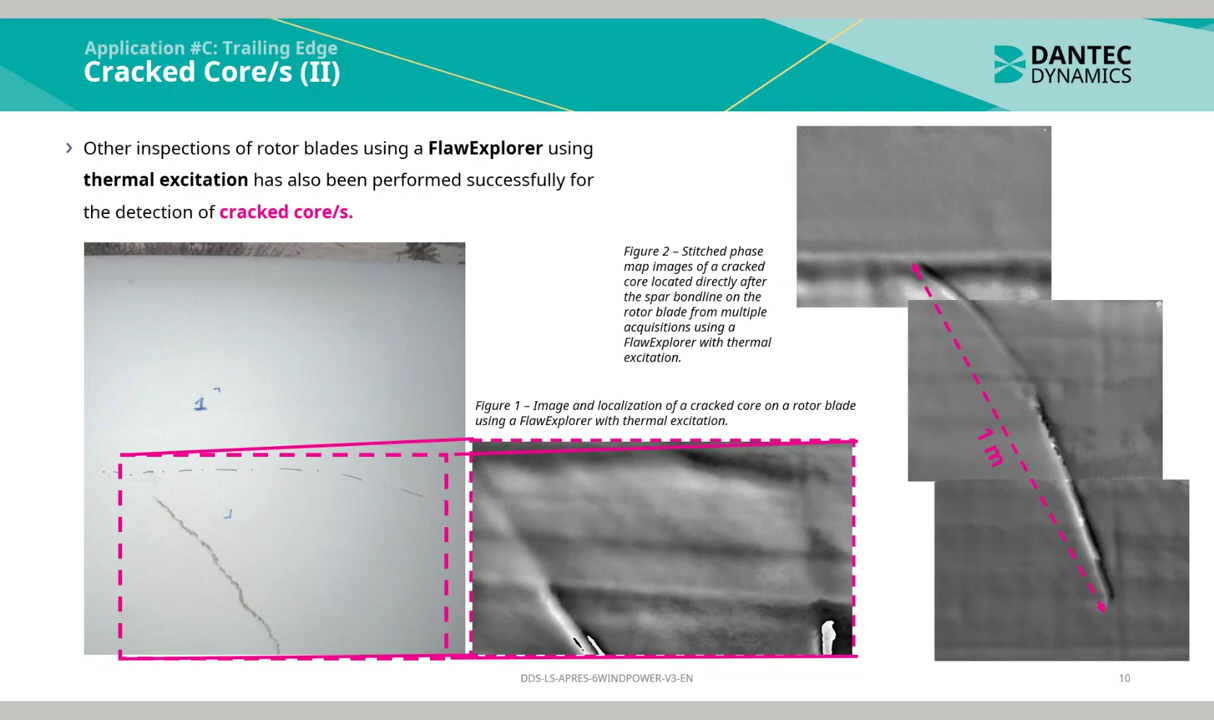 Application #C: Trailing Edge
Cracked Core/s (II)
DANTEC
DYNAMICS
› Other inspections of rotor blades using a FlawExplorer using
thermal excitation has also been performed successfully for
the detection of cracked core/s.
Figure 2 – Stitched phase
map images of a cracked
core located directly after
the spar bondline on the
rotor blade from multiple
acquisitions using a
FlawExplorer with thermal
excitation.
1
Figure 1 – Image and localization of a cracked core on a rotor blade
using a FlawExplorer with thermal excitation.
1 m
DDS-LS-APRES-6WINDPOWER-V3-EN
10